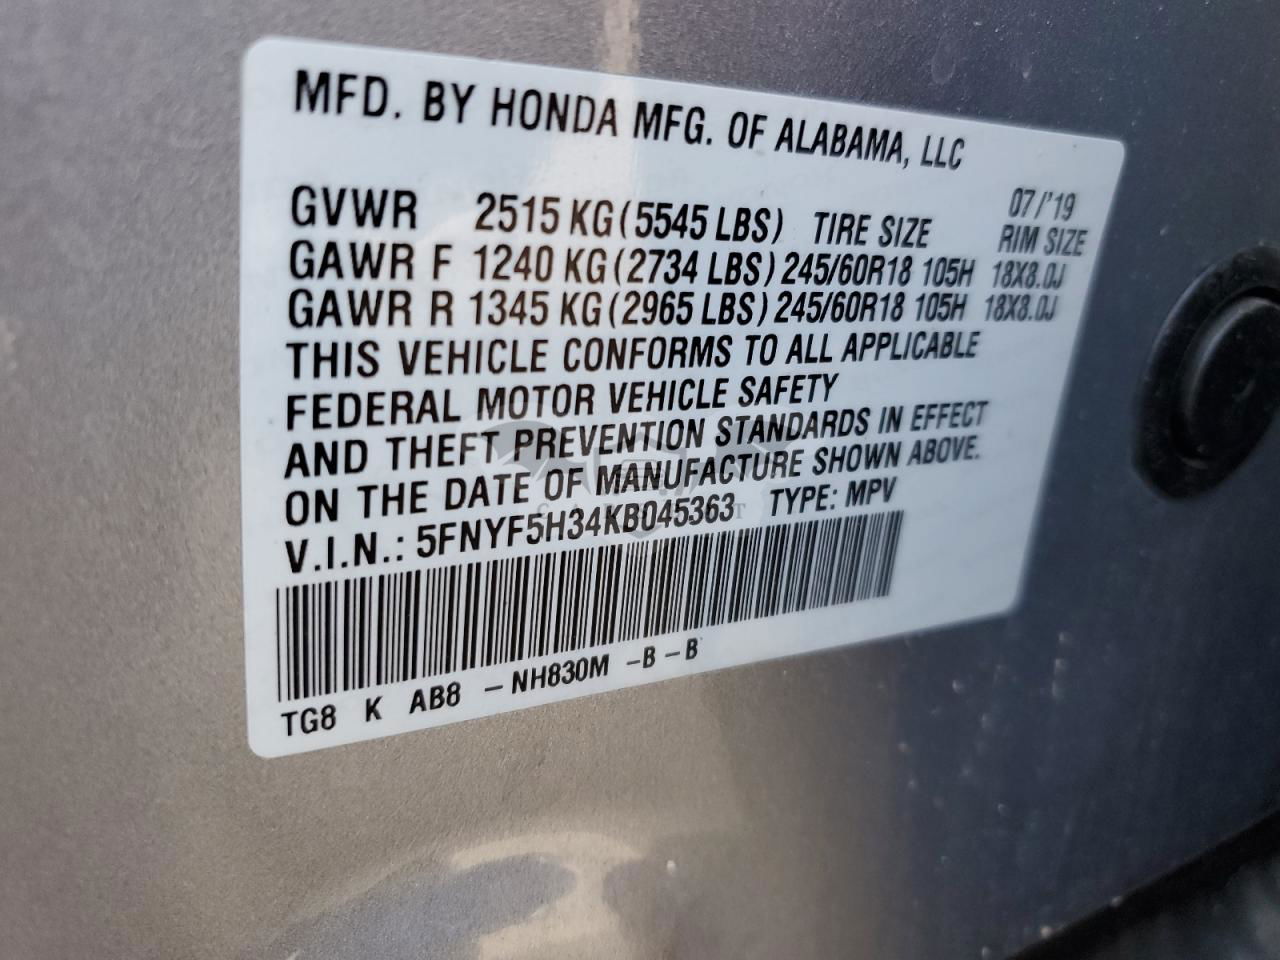 MFD. BY HONDA MFG. OF ALABAMA, LLC
07/'19
GVWR 2515 KG (5545 LBS) TIRE SIZE RIM SIZE
GAWR F 1240 KG (2734 LBS) 245/60R18 105H 18X8.0J
GAWR R 1345 KG (2965 LBS) 245/60R18 105H 18X8.0J
THIS VEHICLE CONFORMS TO ALL APPLICABLE
FEDERAL MOTOR VEHICLE SAFETY
AND THEFT PREVENTION STANDARDS IN EFFECT
ON THE DATE OF MANUFACTURE SHOWN ABOVE.
V.I.N.: 5FNYF5H34KB045363 TYPE: MPV
TG8 K AB8 -NH830M -B-B